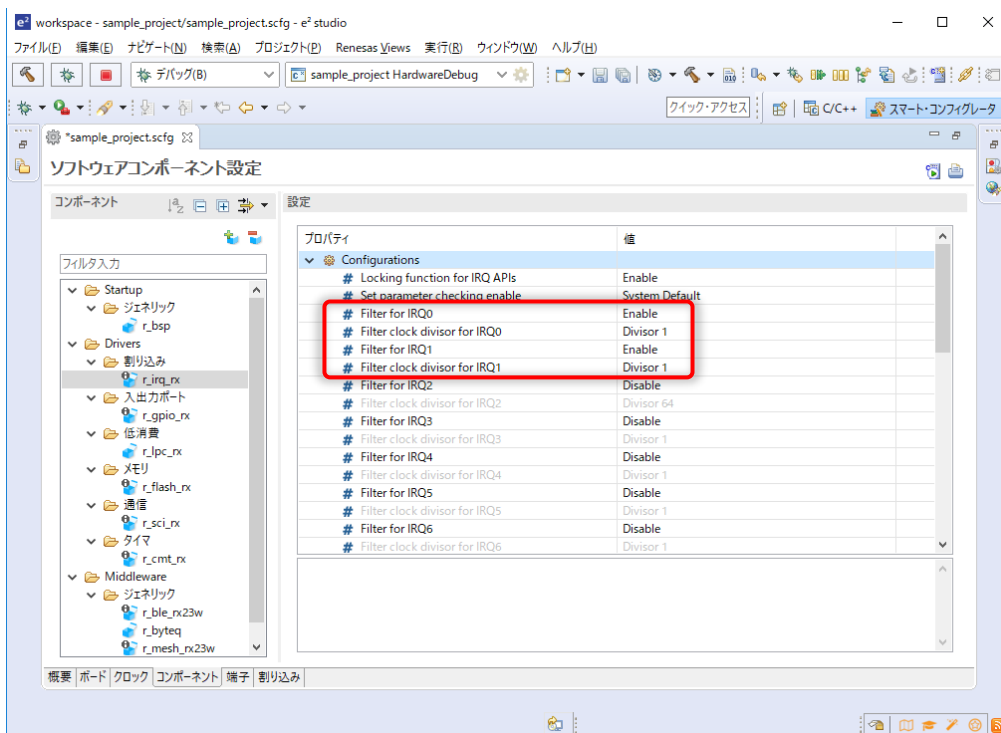 workspace - sample_project/sample_project.scfg - e² studio
ファイル(F) 編集(E) ナビゲート(N) 検索(A) プロジェクト(P) Renesas Views 実行(R) ウィンドウ(W) ヘルプ(H)
デバッグ(B) sample_project HardwareDebug
クイック・アクセス C/C++ スマート・コンフィグレータ
*sample_project.scfg
ソフトウェアコンポーネント設定
コンポーネント
設定
フィルタ入力
Startup
ジェネリック
r_bsp
Drivers
割り込み
r_irq_rx
入出力ポート
r_gpio_rx
低消費
r_lpc_rx
メモリ
r_flash_rx
通信
r_sci_rx
タイマ
r_cmt_rx
Middleware
ジェネリック
r_ble_rx23w
r_byteq
r_mesh_rx23w
プロパティ 値
Configurations
# Locking function for IRQ APIs Enable
# Set parameter checking enable System Default
# Filter for IRQ0 Enable
# Filter clock divisor for IRQ0 Divisor 1
# Filter for IRQ1 Enable
# Filter clock divisor for IRQ1 Divisor 1
# Filter for IRQ2 Disable
# Filter clock divisor for IRQ2 Divisor 64
# Filter for IRQ3 Disable
# Filter clock divisor for IRQ3 Divisor 1
# Filter for IRQ4 Disable
# Filter clock divisor for IRQ4 Divisor 1
# Filter for IRQ5 Disable
# Filter clock divisor for IRQ5 Divisor 1
# Filter for IRQ6 Disable
# Filter clock divisor for IRQ6 Divisor 1
概要 ボード クロック コンポーネント 端子 割り込み